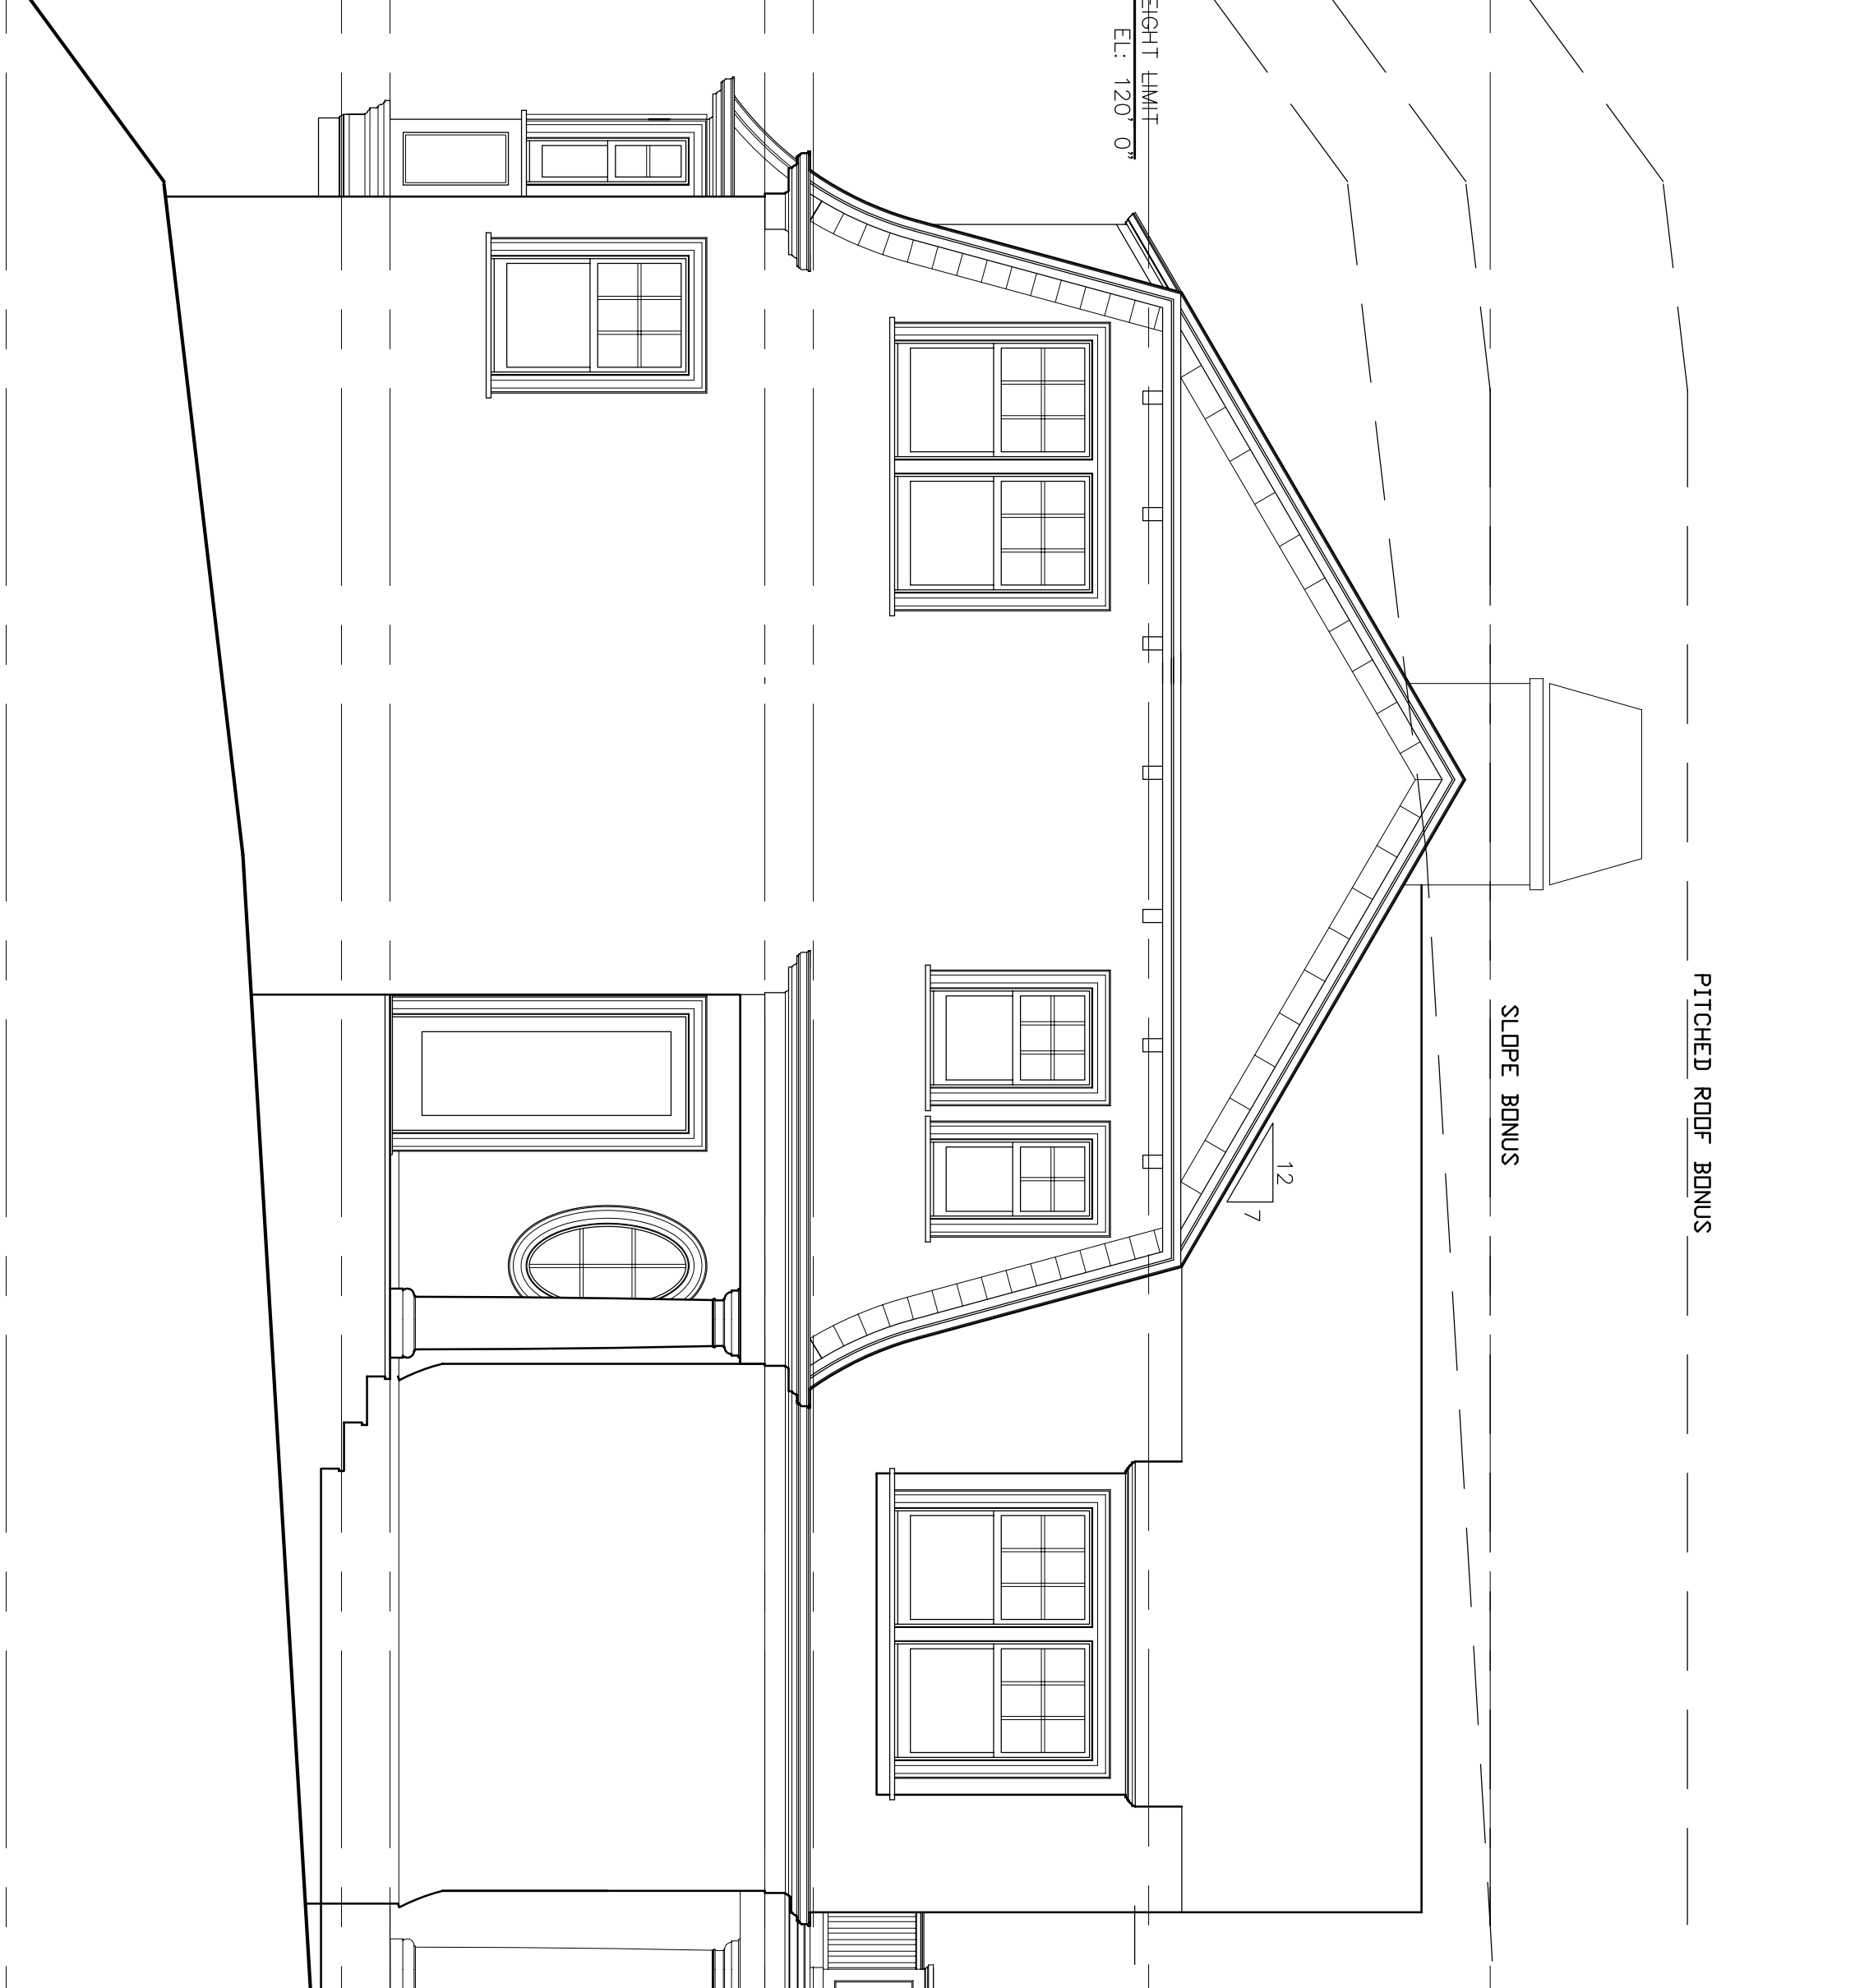 PITCHED ROOF BONUS
SLOPE BONUS
EIGHT LIMIT
EL: 120' 0"
12
7